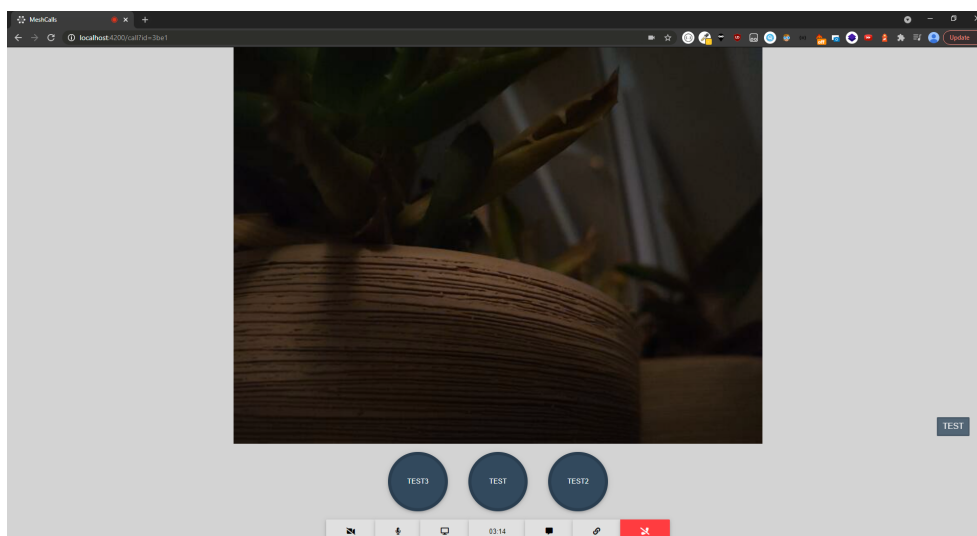 MeshCalls
localhost:4200/call?id=3be1
Update
TEST
TEST3 TEST TEST2
03:14